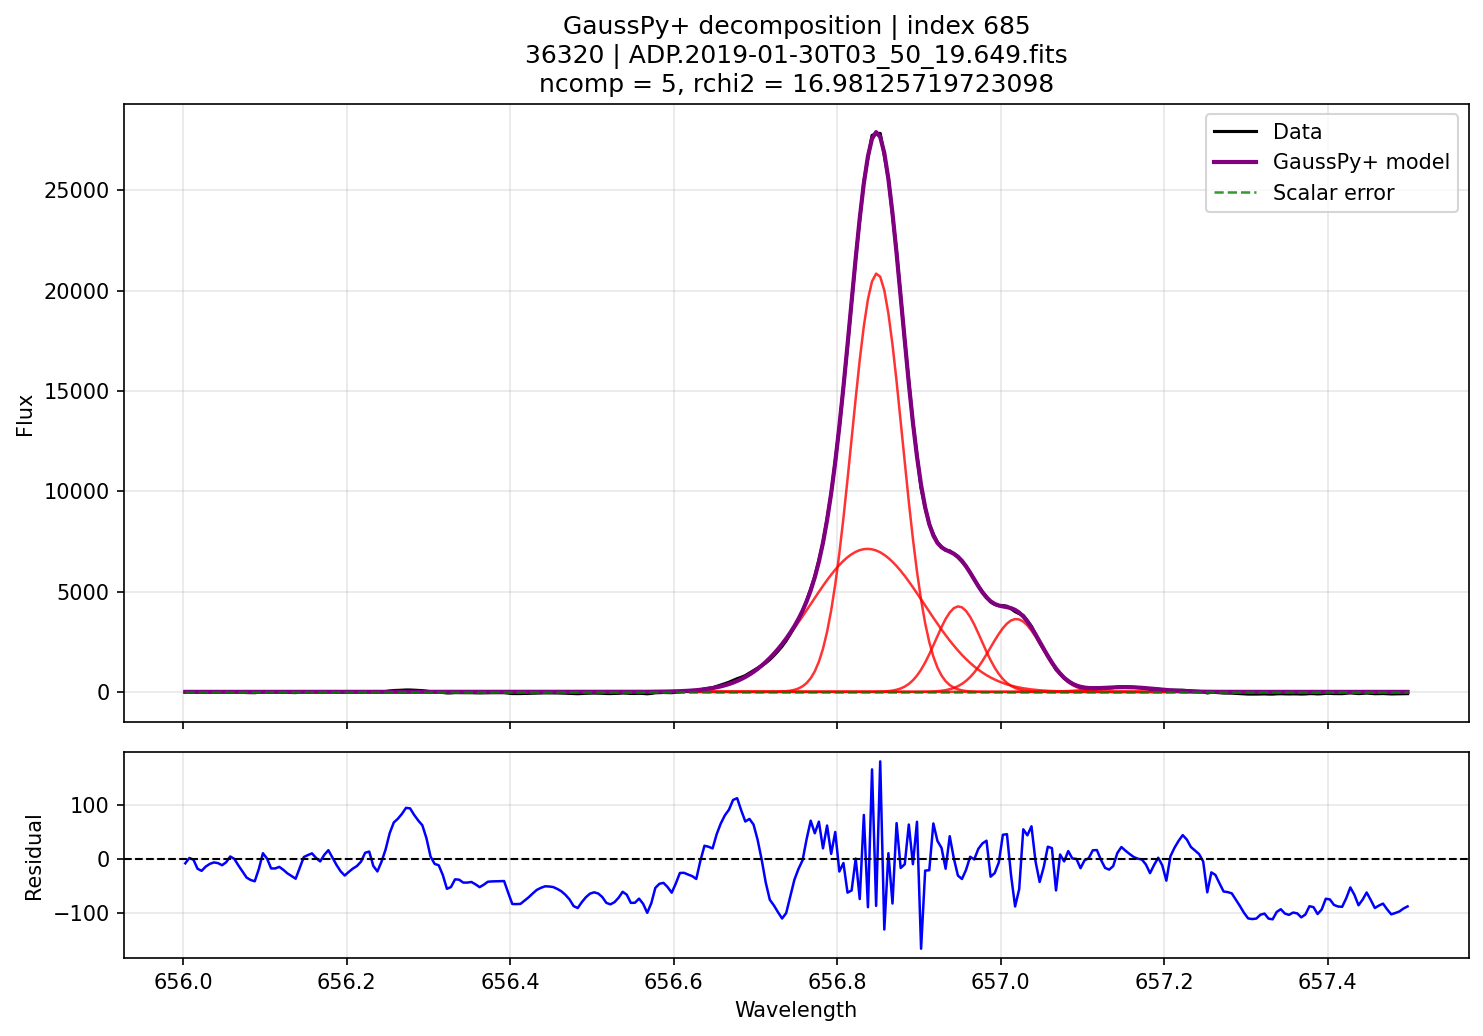 GaussPy+ decomposition | index 685
36320 | ADP.2019-01-30T03_50_19.649.fits
ncomp = 5, rchi2 = 16.98125719723098
Data
GaussPy+ model
Scalar error
Flux
25000
20000
15000
10000
5000
0
Residual
100
0
−100
656.0 656.2 656.4 656.6 656.8 657.0 657.2 657.4
Wavelength